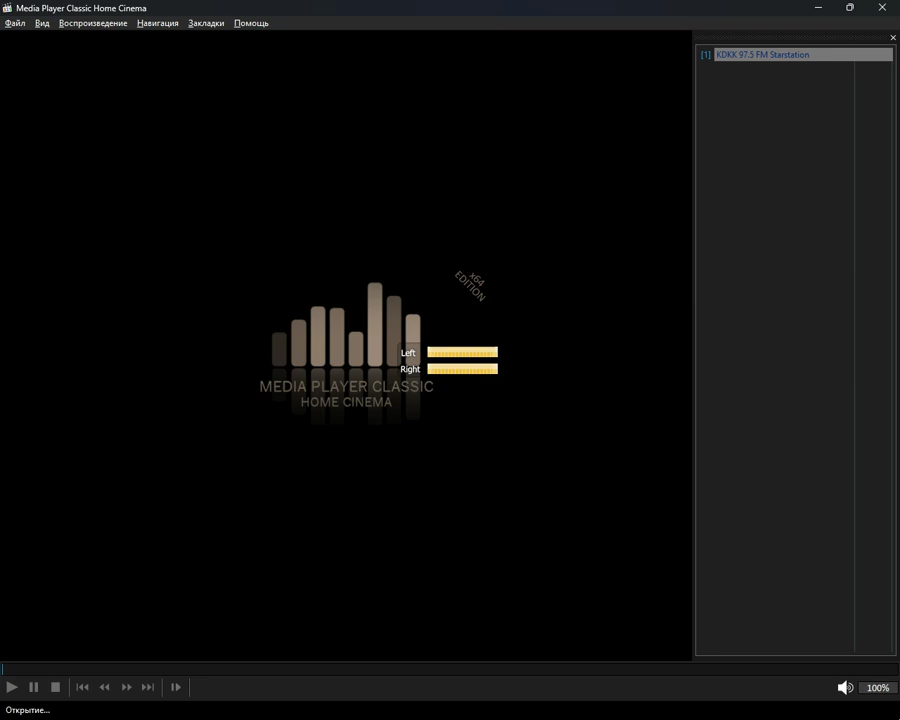 Media Player Classic Home Cinema
Файл Вид Воспроизведение Навигация Закладки Помощь
[1] KDKK 97.5 FM Starstation
x64
EDITION
Left
Right
MEDIA PLAYER CLASSIC
HOME CINEMA
100%
Открытие...